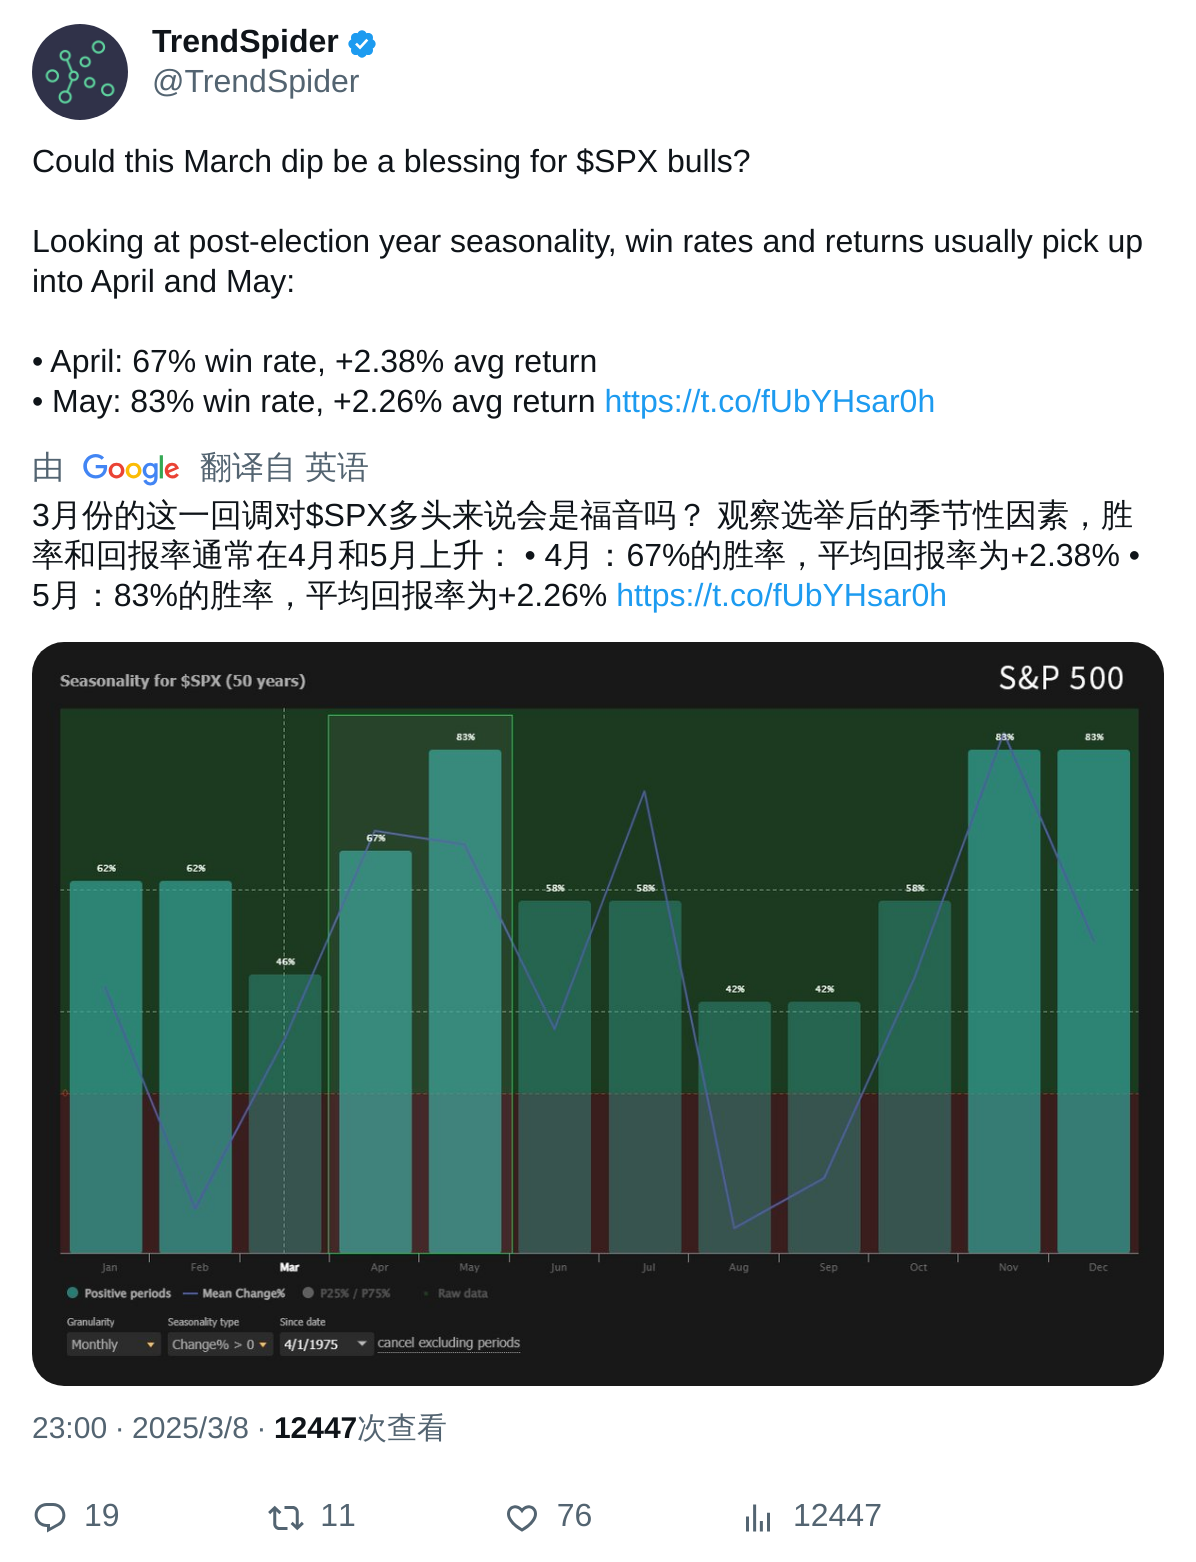 TrendSpider
@TrendSpider
Could this March dip be a blessing for $SPX bulls?
Looking at post-election year seasonality, win rates and returns usually pick up
into April and May:
• April: 67% win rate, +2.38% avg return
• May: 83% win rate, +2.26% avg return https://t.co/fUbYHsar0h
由 Google 翻译自 英语
3月份的这一回调对$SPX多头来说会是福音吗？ 观察选举后的季节性因素，胜
率和回报率通常在4月和5月上升： • 4月：67%的胜率，平均回报率为+2.38% •
5月：83%的胜率，平均回报率为+2.26% https://t.co/fUbYHsar0h
Seasonality for $SPX (50 years)
S&P 500
62% 62% 46% 67% 83% 58% 58% 42% 42% 58% 83% 83%
0
Jan Feb Mar Apr May Jun Jul Aug Sep Oct Nov Dec
Positive periods Mean Change% P25% / P75% Raw data
Granularity Seasonality type Since date
Monthly Change% > 0 4/1/1975 cancel excluding periods
23:00 · 2025/3/8 · 12447次查看
19 11 76 12447